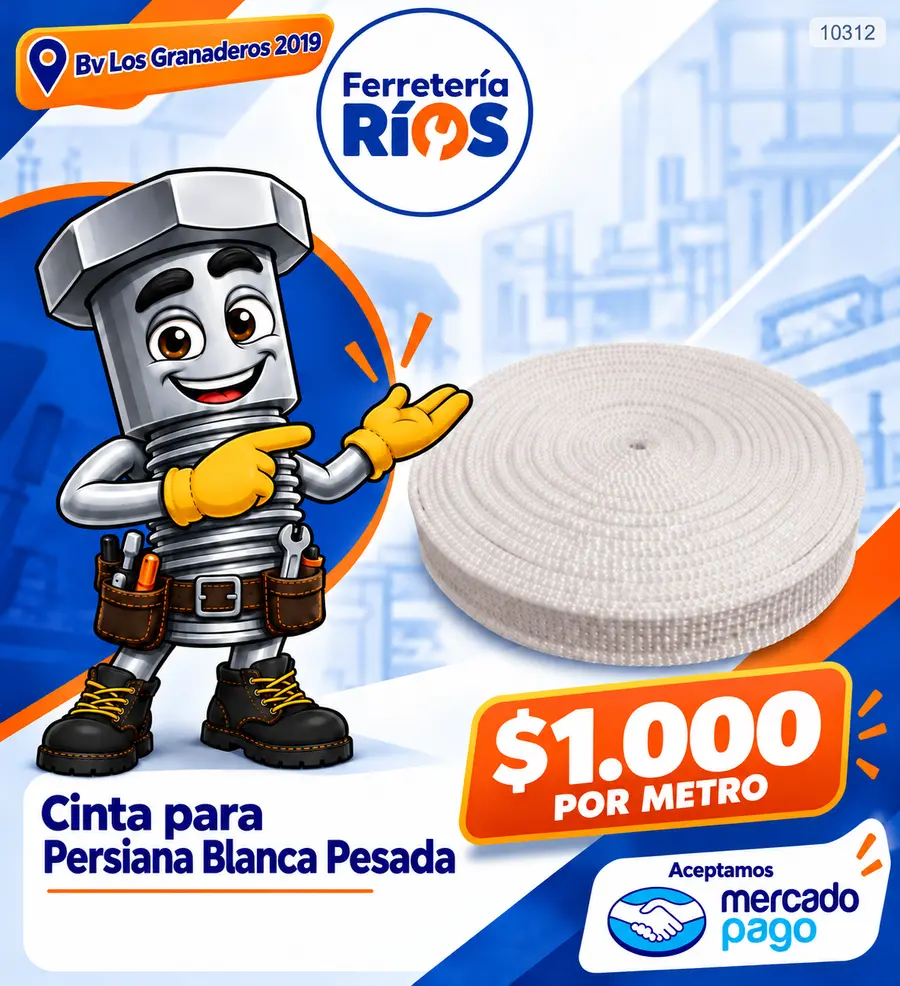 Bv Los Granaderos 2019
Ferretería
RÍOS
10312
$1.000
POR METRO
Cinta para
Persiana Blanca Pesada
Aceptamos
mercado
pago